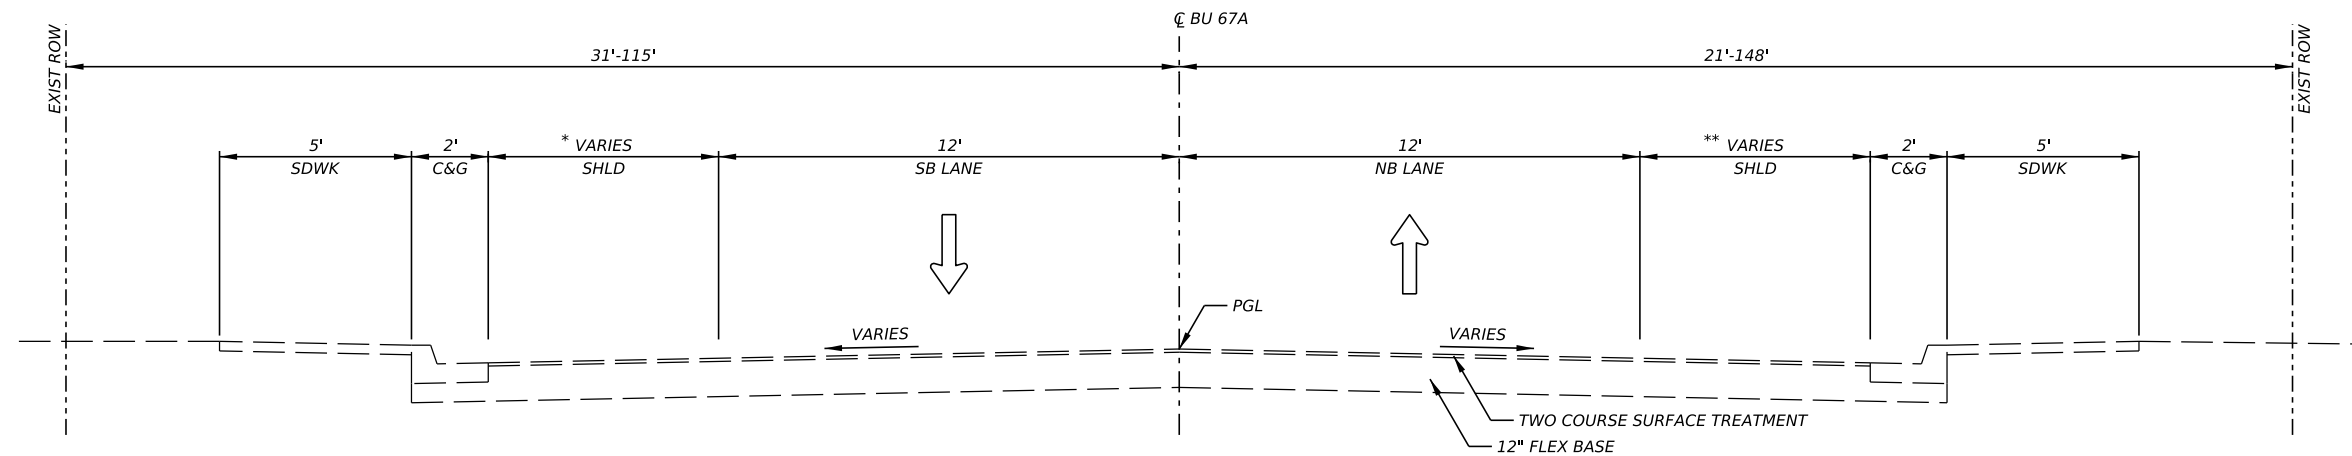 ℄ BU 67A
EXIST ROW
31'-115'
21'-148'
EXIST ROW
5'
SDWK
2'
C&G
* VARIES
SHLD
12'
SB LANE
12'
NB LANE
** VARIES
SHLD
2'
C&G
5'
SDWK
PGL
VARIES
VARIES
TWO COURSE SURFACE TREATMENT
12" FLEX BASE